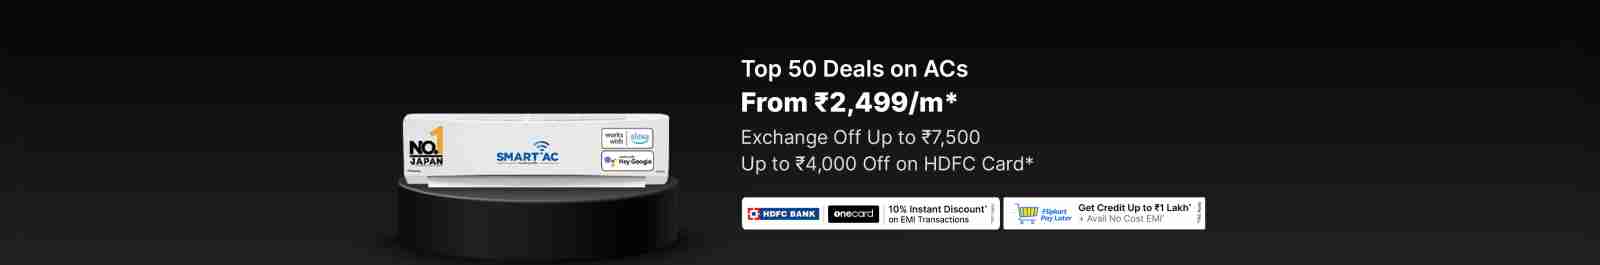 Top 50 Deals on ACs
From ₹2,499/m*
Exchange Off Up to ₹7,500
Up to ₹4,000 Off on HDFC Card*
NO.1
JAPAN
SMART AC
works with alexa
Hey Google
HDFC BANK
onecard
10% Instant Discount*
on EMI Transactions
Flipkart
Pay Later
Get Credit Up to ₹1 Lakh*
+ Avail No Cost EMI*